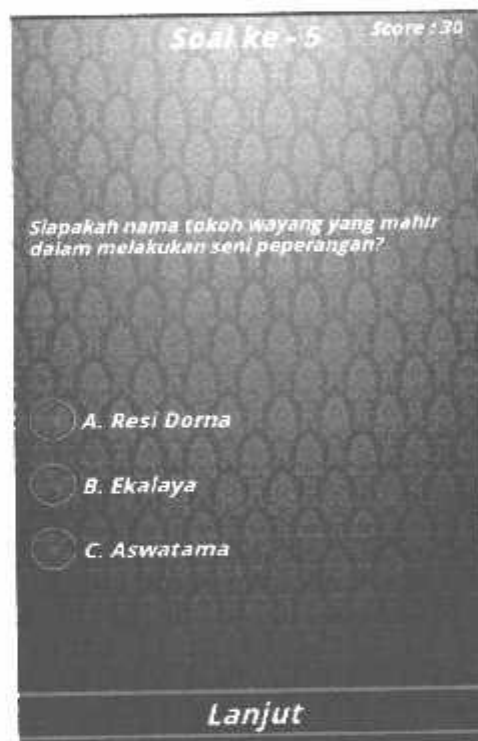 Soal ke - 5
Score : 30
Siapakah nama tokoh wayang yang mahir
dalam melakukan seni peperangan?
A. Resi Dorna
B. Ekalaya
C. Aswatama
Lanjut